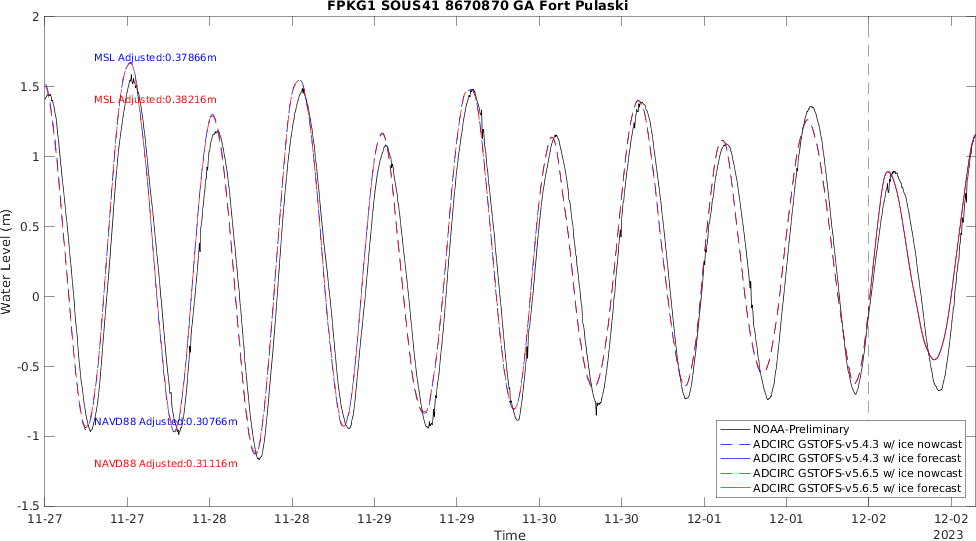 FPKG1 SOUS41 8670870 GA Fort Pulaski
2
1.5
1
0.5
0
-0.5
-1
-1.5
Water Level (m)
MSL Adjusted:0.37866m
MSL Adjusted:0.38216m
NAVD88 Adjusted:0.30766m
NAVD88 Adjusted:0.31116m
NOAA-Preliminary
ADCIRC GSTOFS-v5.4.3 w/ ice nowcast
ADCIRC GSTOFS-v5.4.3 w/ ice forecast
ADCIRC GSTOFS-v5.6.5 w/ ice nowcast
ADCIRC GSTOFS-v5.6.5 w/ ice forecast
11-27 11-27 11-28 11-28 11-29 11-29 11-30 11-30 12-01 12-01 12-02 12-02
2023
Time